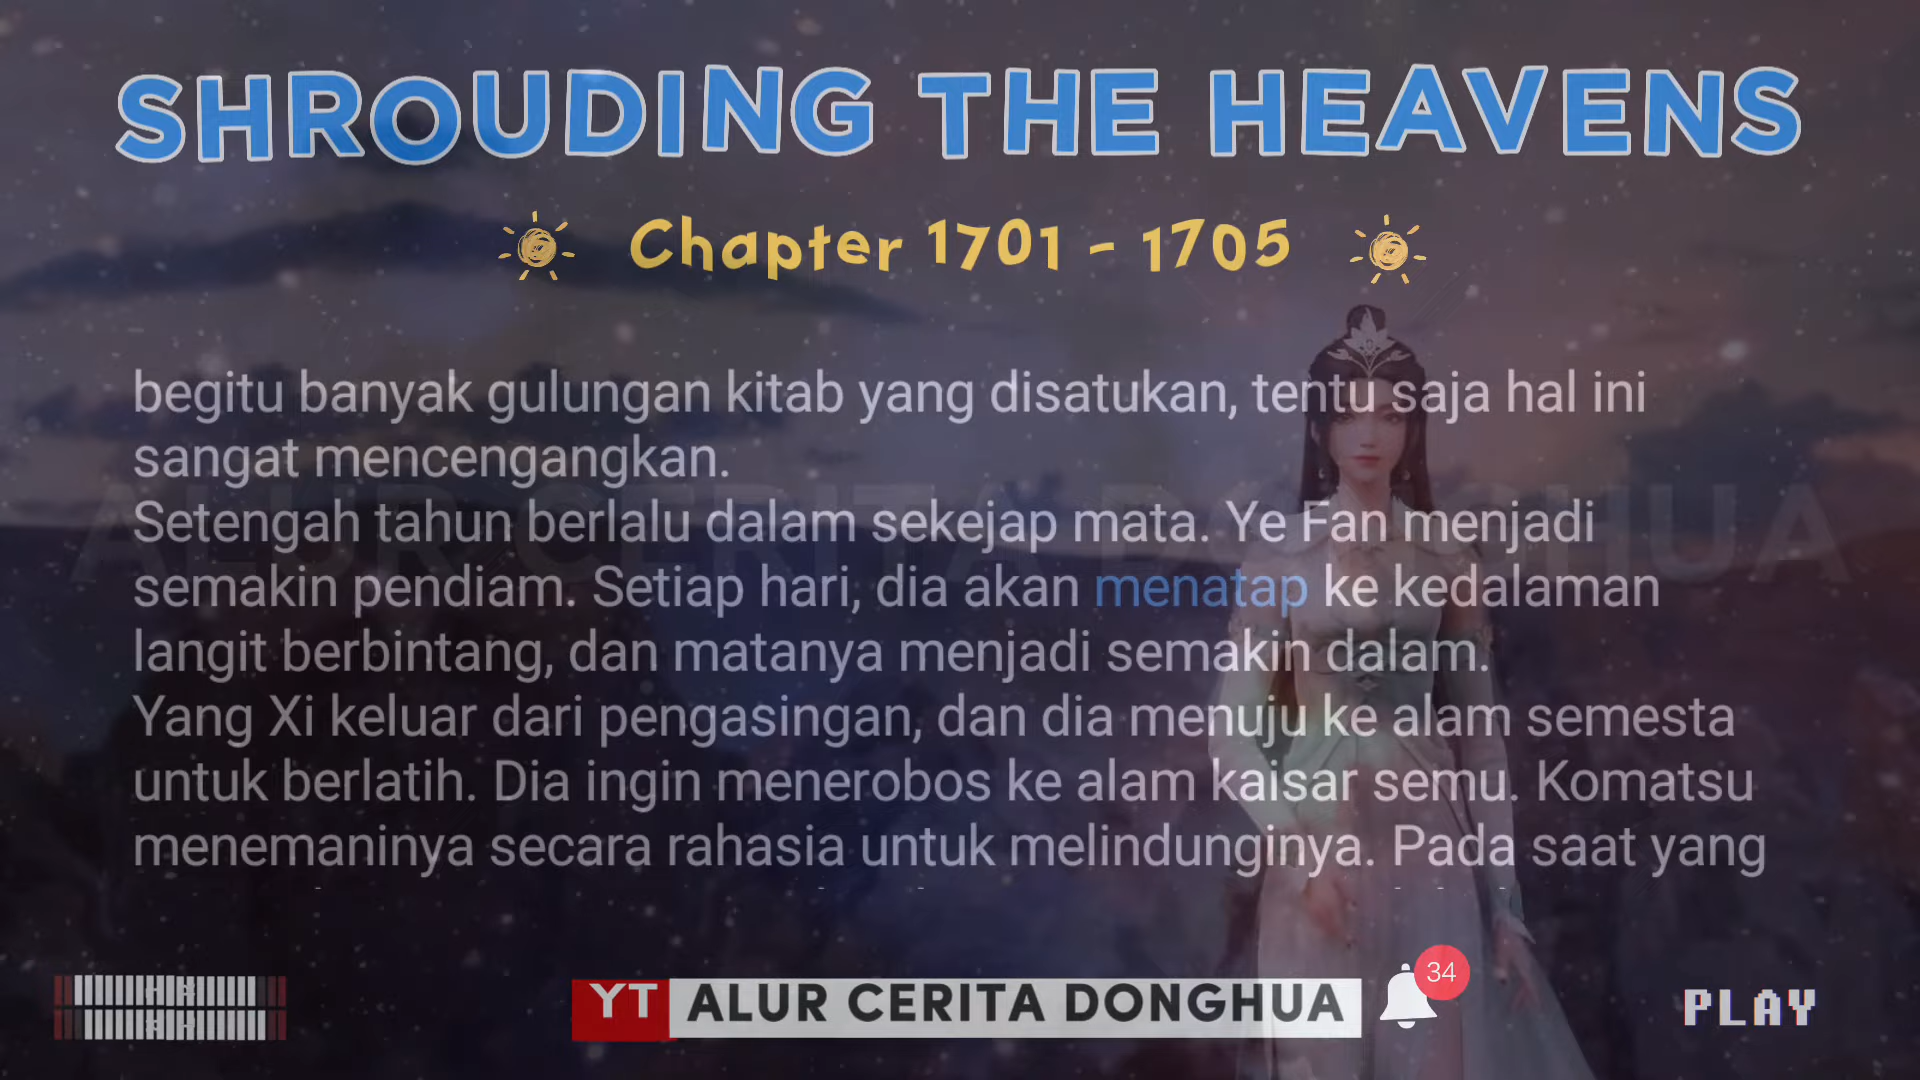 SHROUDING THE HEAVENS
Chapter 1701 - 1705
begitu banyak gulungan kitab yang disatukan, tentu saja hal ini
sangat mencengangkan.
Setengah tahun berlalu dalam sekejap mata. Ye Fan menjadi
semakin pendiam. Setiap hari, dia akan menatap ke kedalaman
langit berbintang, dan matanya menjadi semakin dalam.
Yang Xi keluar dari pengasingan, dan dia menuju ke alam semesta
untuk berlatih. Dia ingin menerobos ke alam kaisar semu. Komatsu
menemaninya secara rahasia untuk melindunginya. Pada saat yang
ALUR CERITA DONGHUA
YT ALUR CERITA DONGHUA
34
PLAY